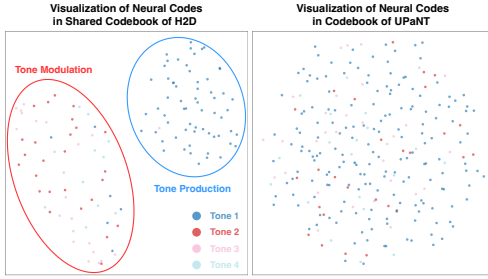 Visualization of Neural Codes
in Shared Codebook of H2D
Tone Modulation
Tone Production
Tone 1
Tone 2
Tone 3
Tone 4
Visualization of Neural Codes
in Codebook of UPaNT